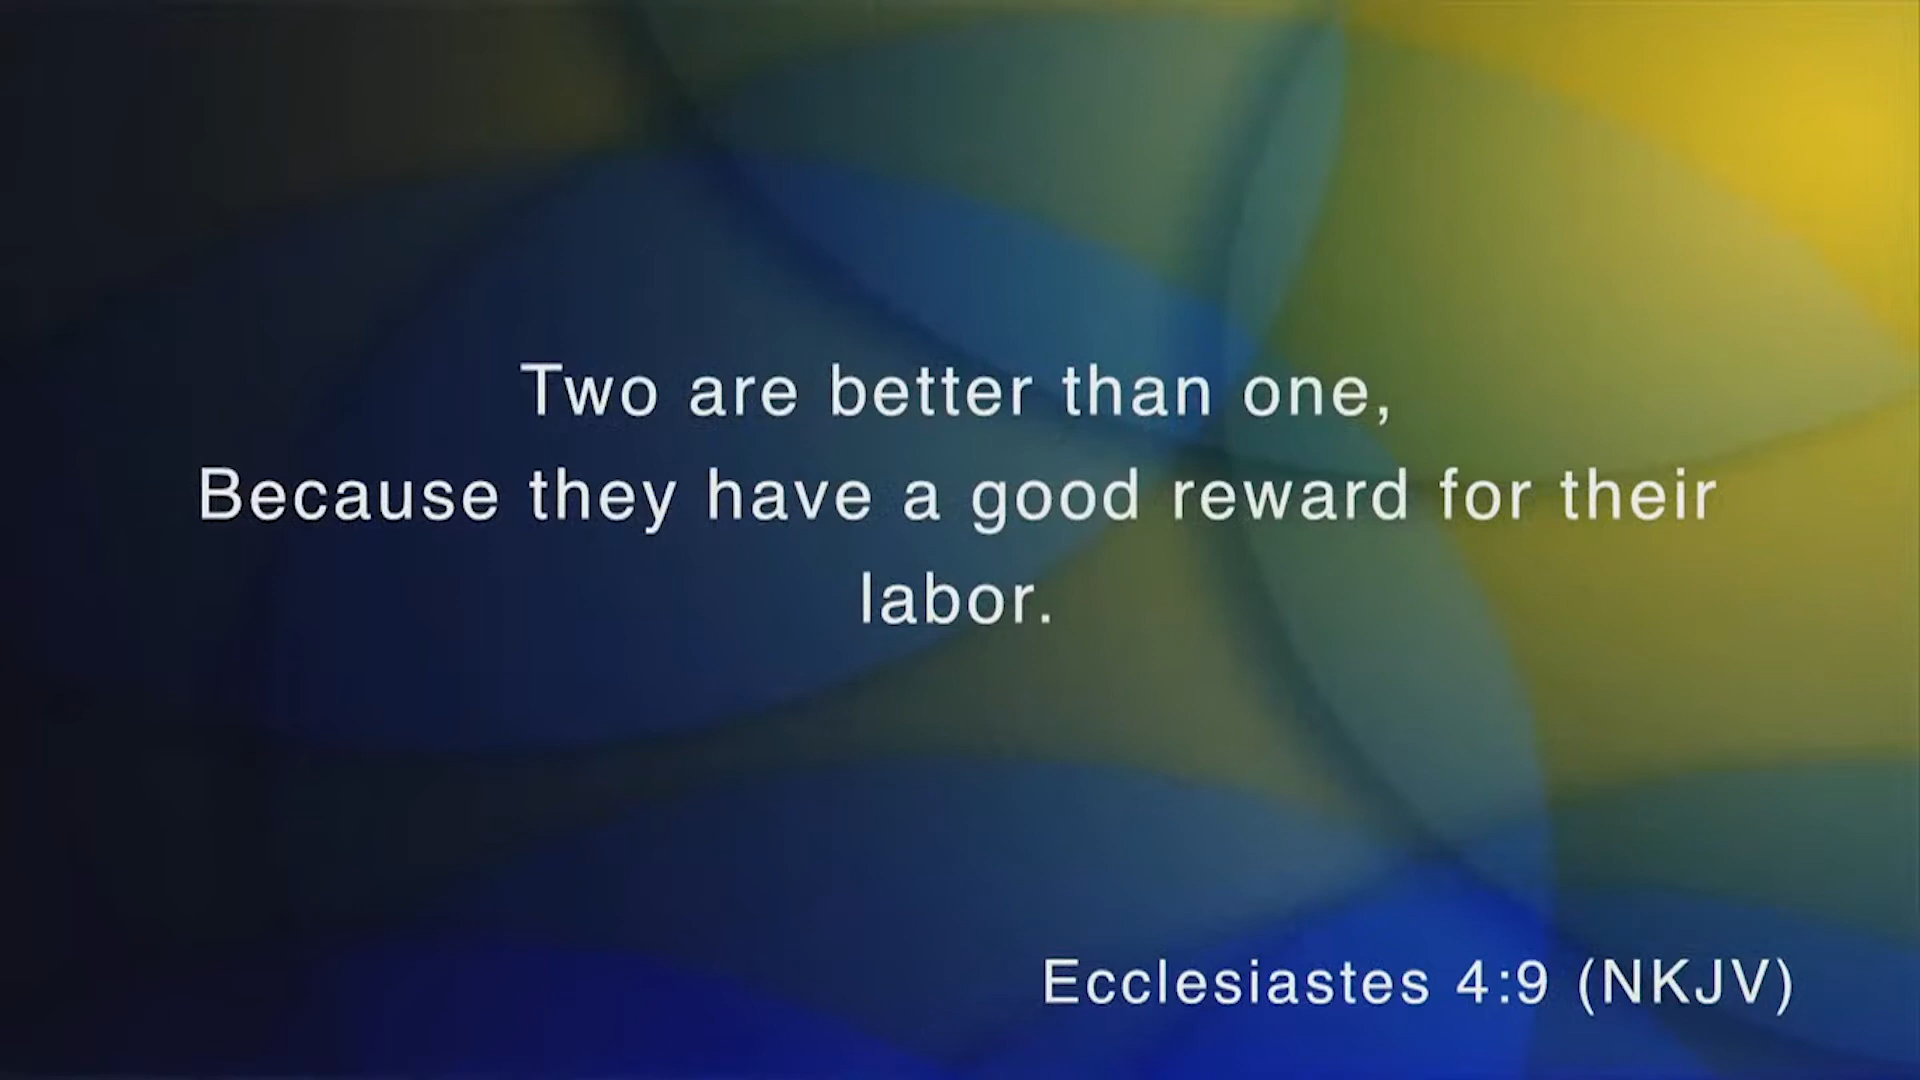 Two are better than one,
Because they have a good reward for their
labor.
Ecclesiastes 4:9 (NKJV)